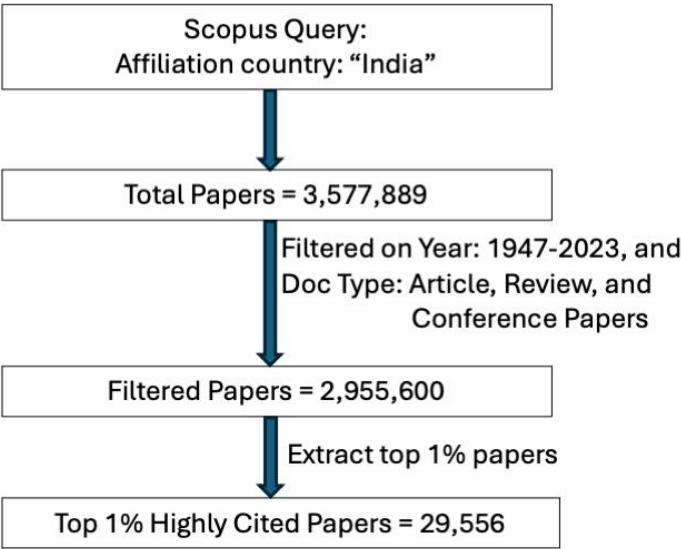 Scopus Query:
Affiliation country: “India”
Total Papers = 3,577,889
Filtered on Year: 1947-2023, and
Doc Type: Article, Review, and
Conference Papers
Filtered Papers = 2,955,600
Extract top 1% papers
Top 1% Highly Cited Papers = 29,556